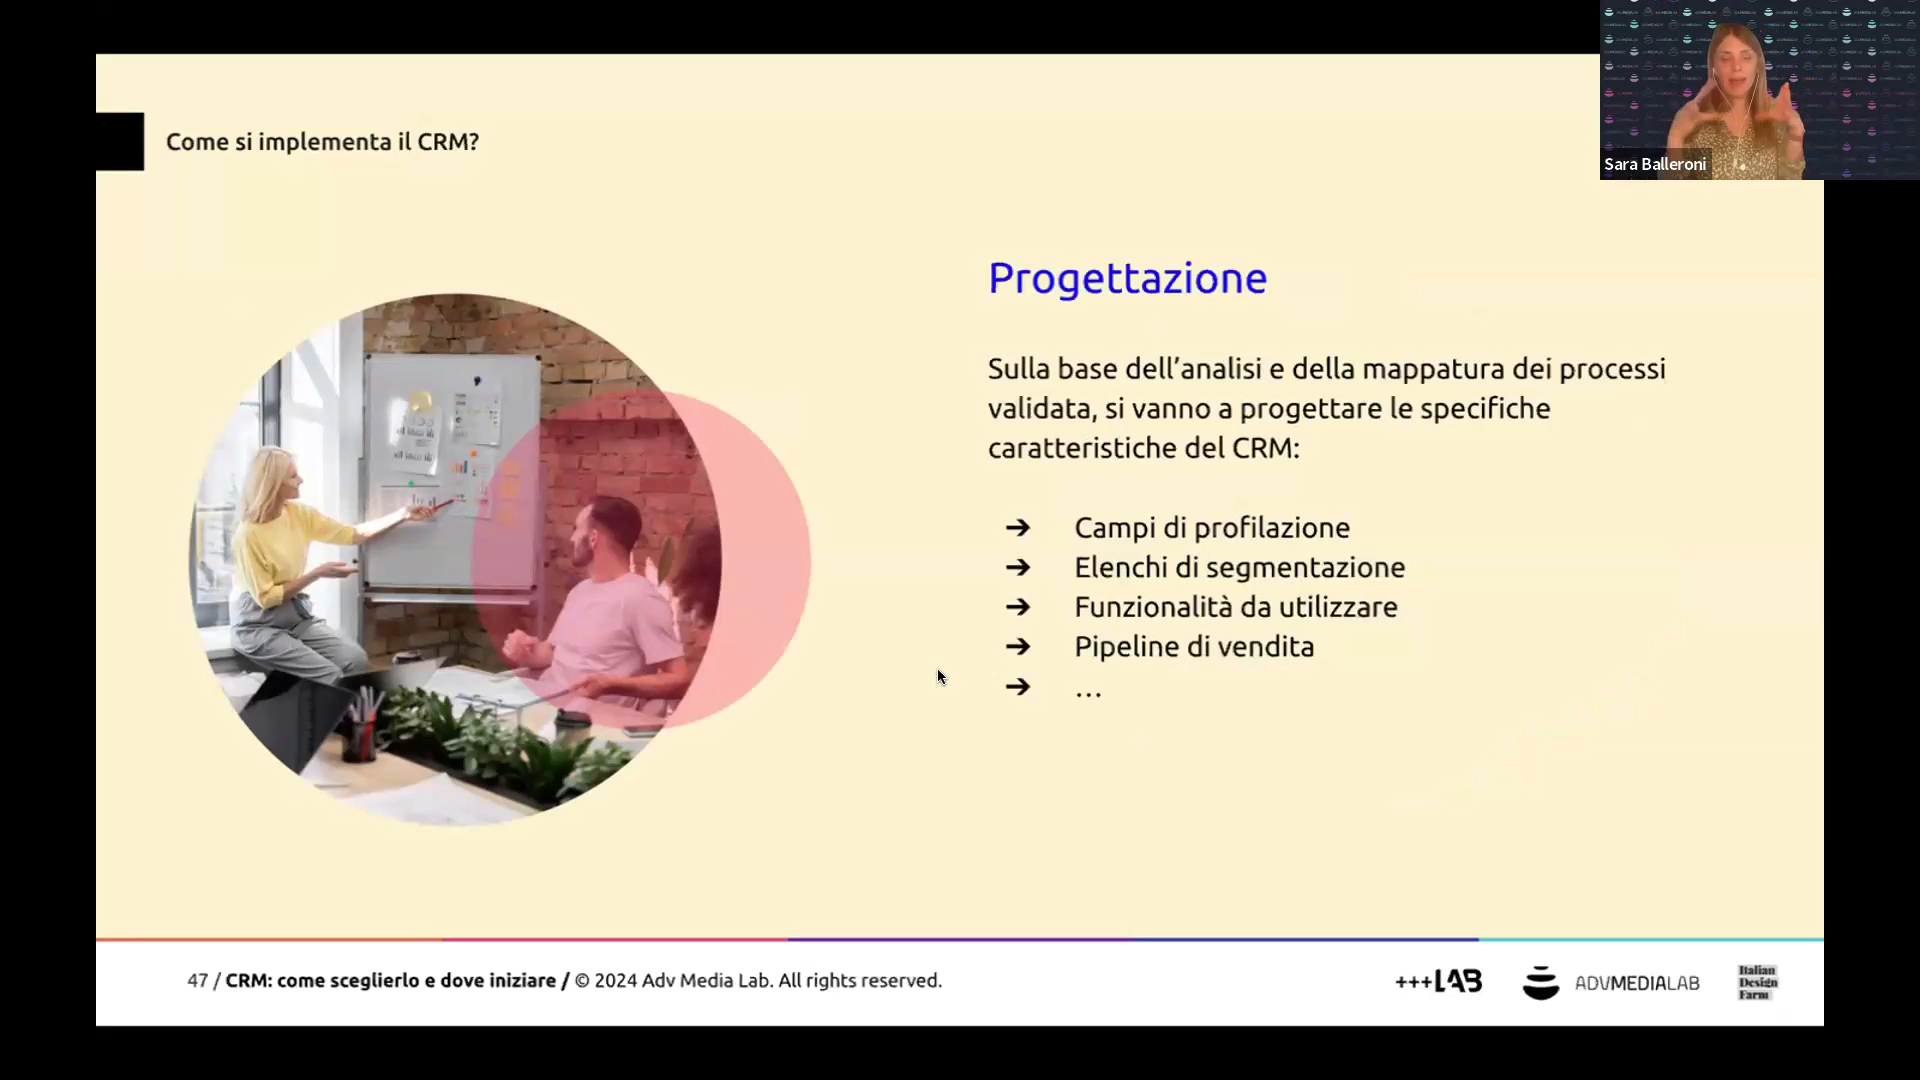 Come si implementa il CRM?
Sara Balleroni
Progettazione
Sulla base dell’analisi e della mappatura dei processi
validata, si vanno a progettare le specifiche
caratteristiche del CRM:
➔ Campi di profilazione
➔ Elenchi di segmentazione
➔ Funzionalità da utilizzare
➔ Pipeline di vendita
➔ …
47 / CRM: come sceglierlo e dove iniziare / © 2024 Adv Media Lab. All rights reserved.
+++LAB
ADVMEDIALAB
Italian
Design
Farm